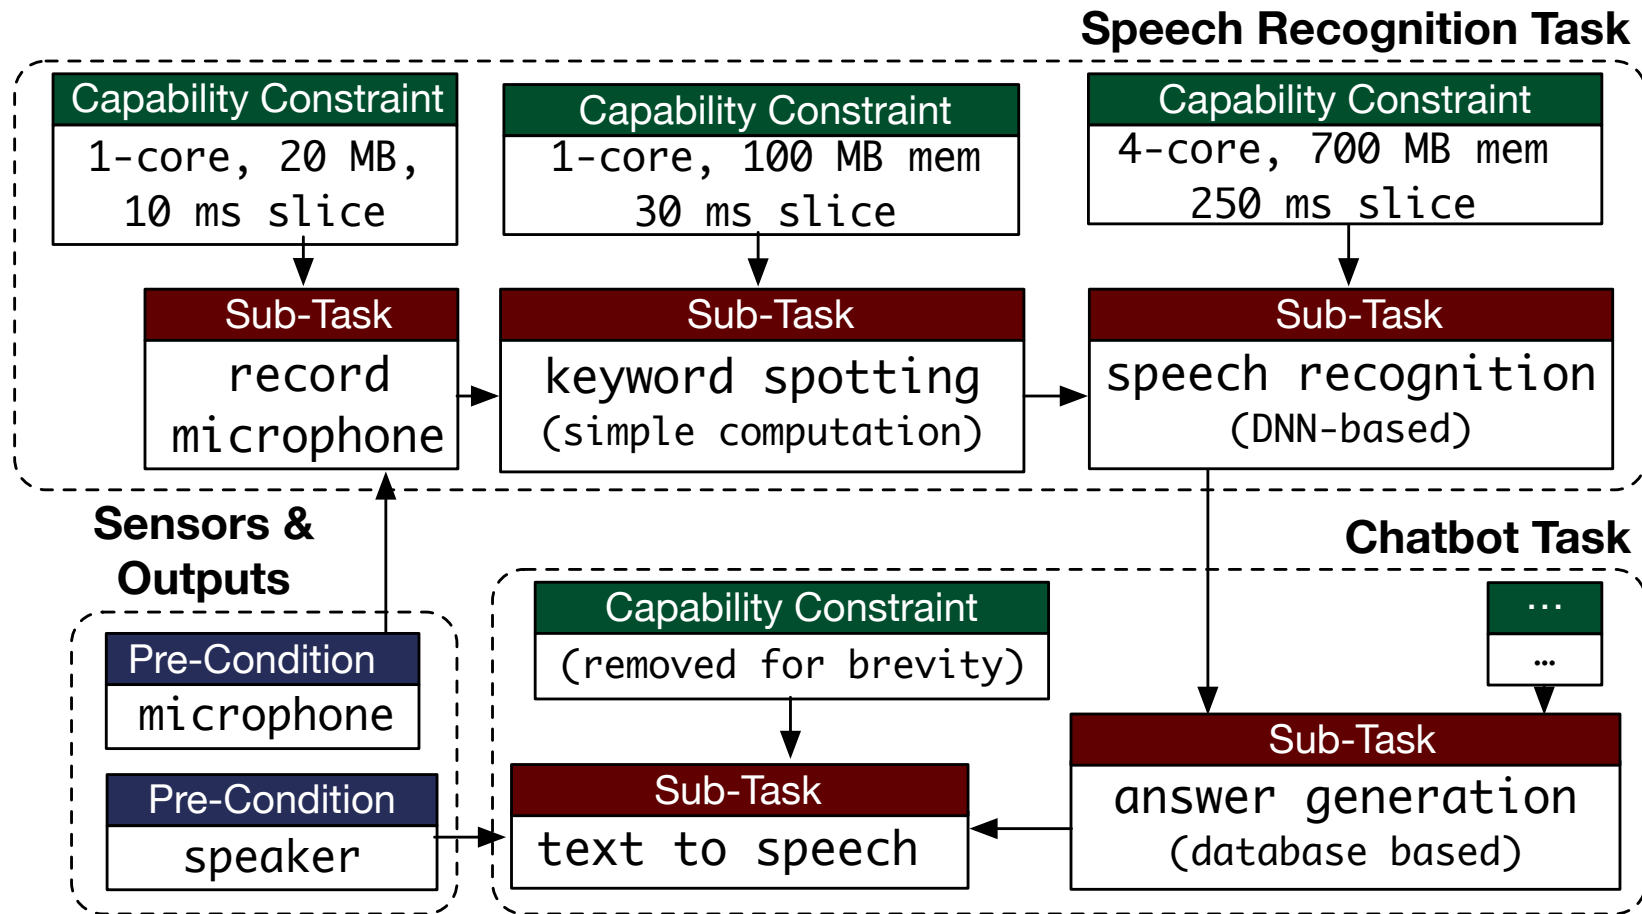 Speech Recognition Task
Capability Constraint
1-core, 20 MB,
10 ms slice
Capability Constraint
1-core, 100 MB mem
30 ms slice
Capability Constraint
4-core, 700 MB mem
250 ms slice
Sub-Task
record
microphone
Sub-Task
keyword spotting
(simple computation)
Sub-Task
speech recognition
(DNN-based)
Sensors &
Outputs
Pre-Condition
microphone
Pre-Condition
speaker
Chatbot Task
Capability Constraint
(removed for brevity)
...
...
Sub-Task
text to speech
Sub-Task
answer generation
(database based)